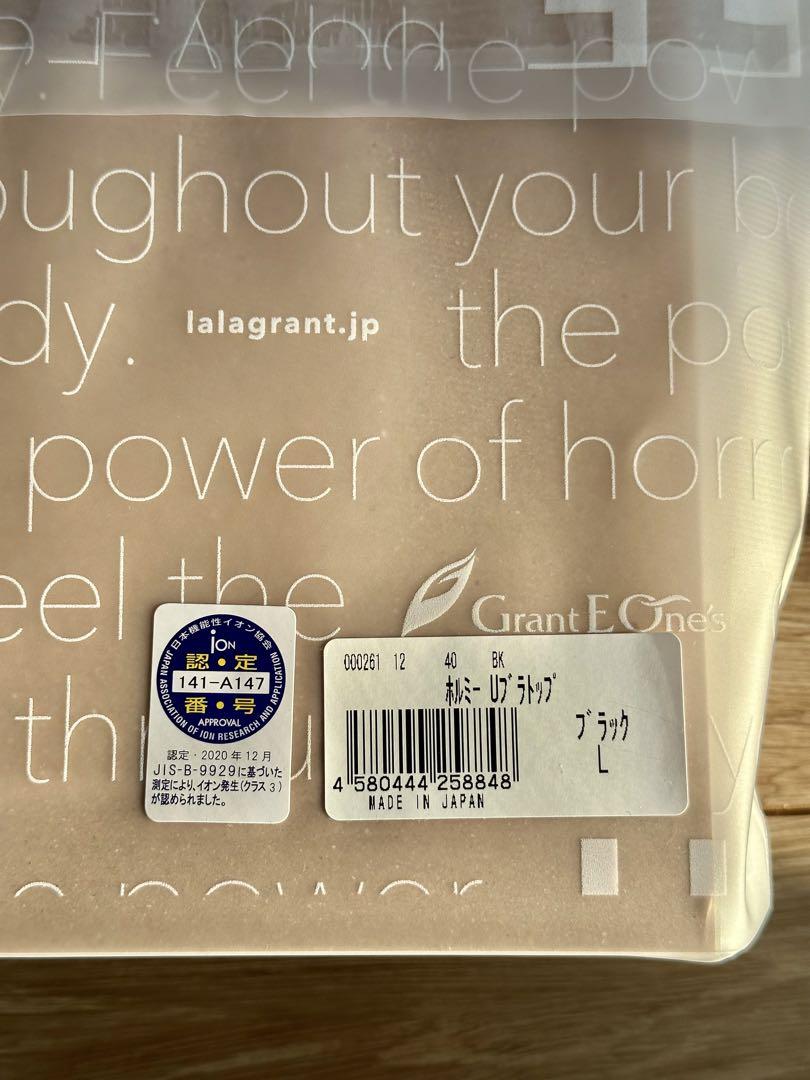 y. Feel the pow
oughout your b
dy.
lalagrant.jp
the po
power of horm
eel the
Grant E One's
日本機能性イオン協会
ION
認・定
141-A147
番・号
APPROVAL
JAPAN ASSOCIATION OF ION RESEARCH AND APPLICATION
認定・2020年12月
JIS-B-9929に基づいた
測定により、イオン発生(クラス3)
が認められました。
000261 12 40 BK
ホルミー Uブラトップ
ブラック
L
4 580444 258848
MADE IN JAPAN
th
y
power